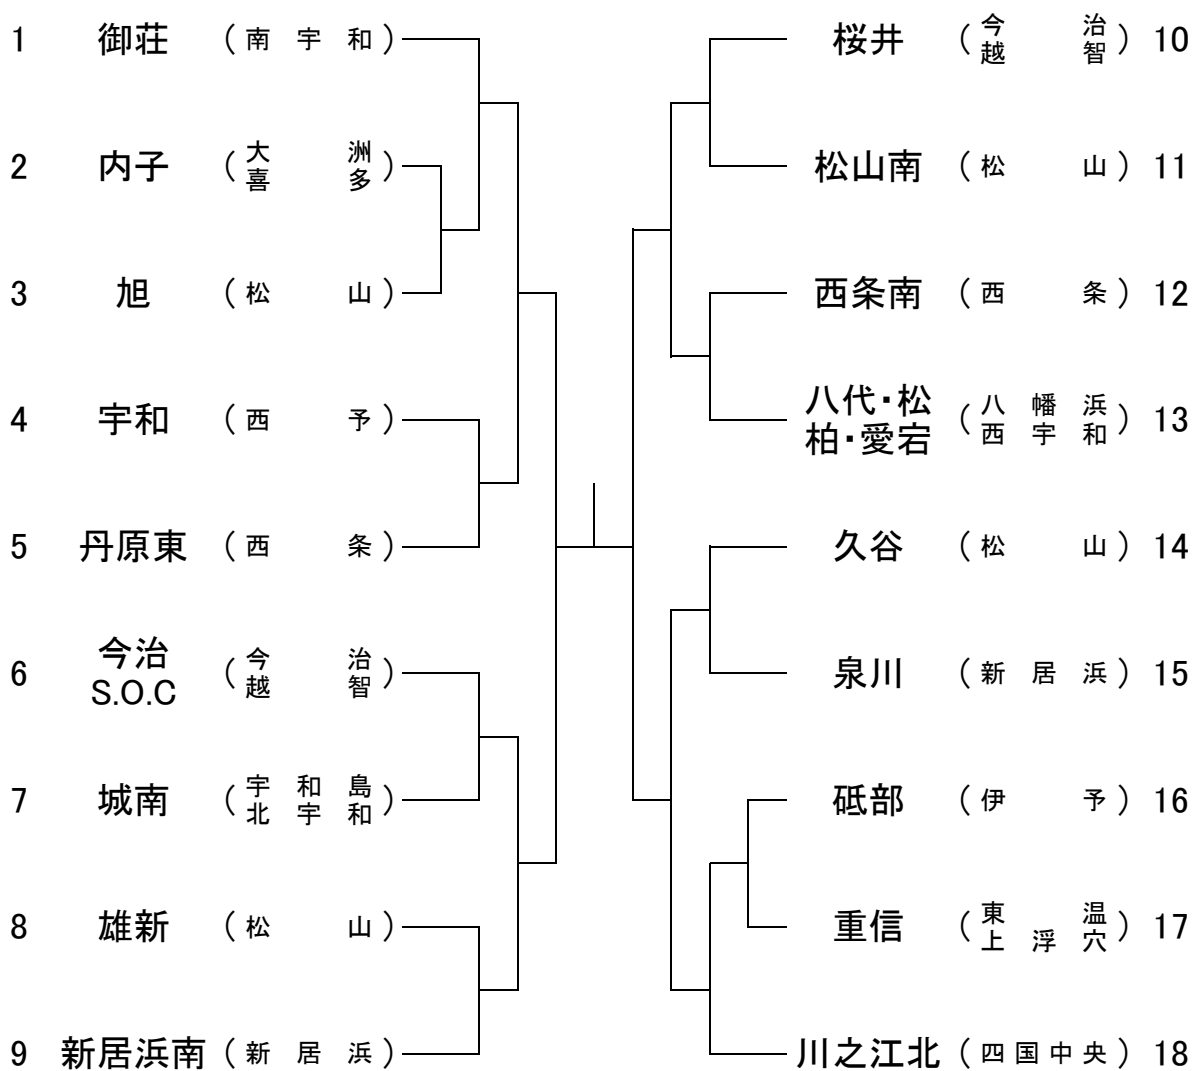 1 御荘 （南宇和）
2 内子 （大洲
喜多）
3 旭 （松山）
4 宇和 （西予）
5 丹原東 （西条）
6 今治
S.O.C （今治
越智）
7 城南 （宇和島
北宇和）
8 雄新 （松山）
9 新居浜南 （新居浜）
桜井 （今治
越智） 10
松山南 （松山） 11
西条南 （西条） 12
八代・松
柏・愛宕 （八幡浜
西宇和） 13
久谷 （松山） 14
泉川 （新居浜） 15
砥部 （伊予） 16
重信 （東温
上浮穴） 17
川之江北 （四国中央） 18